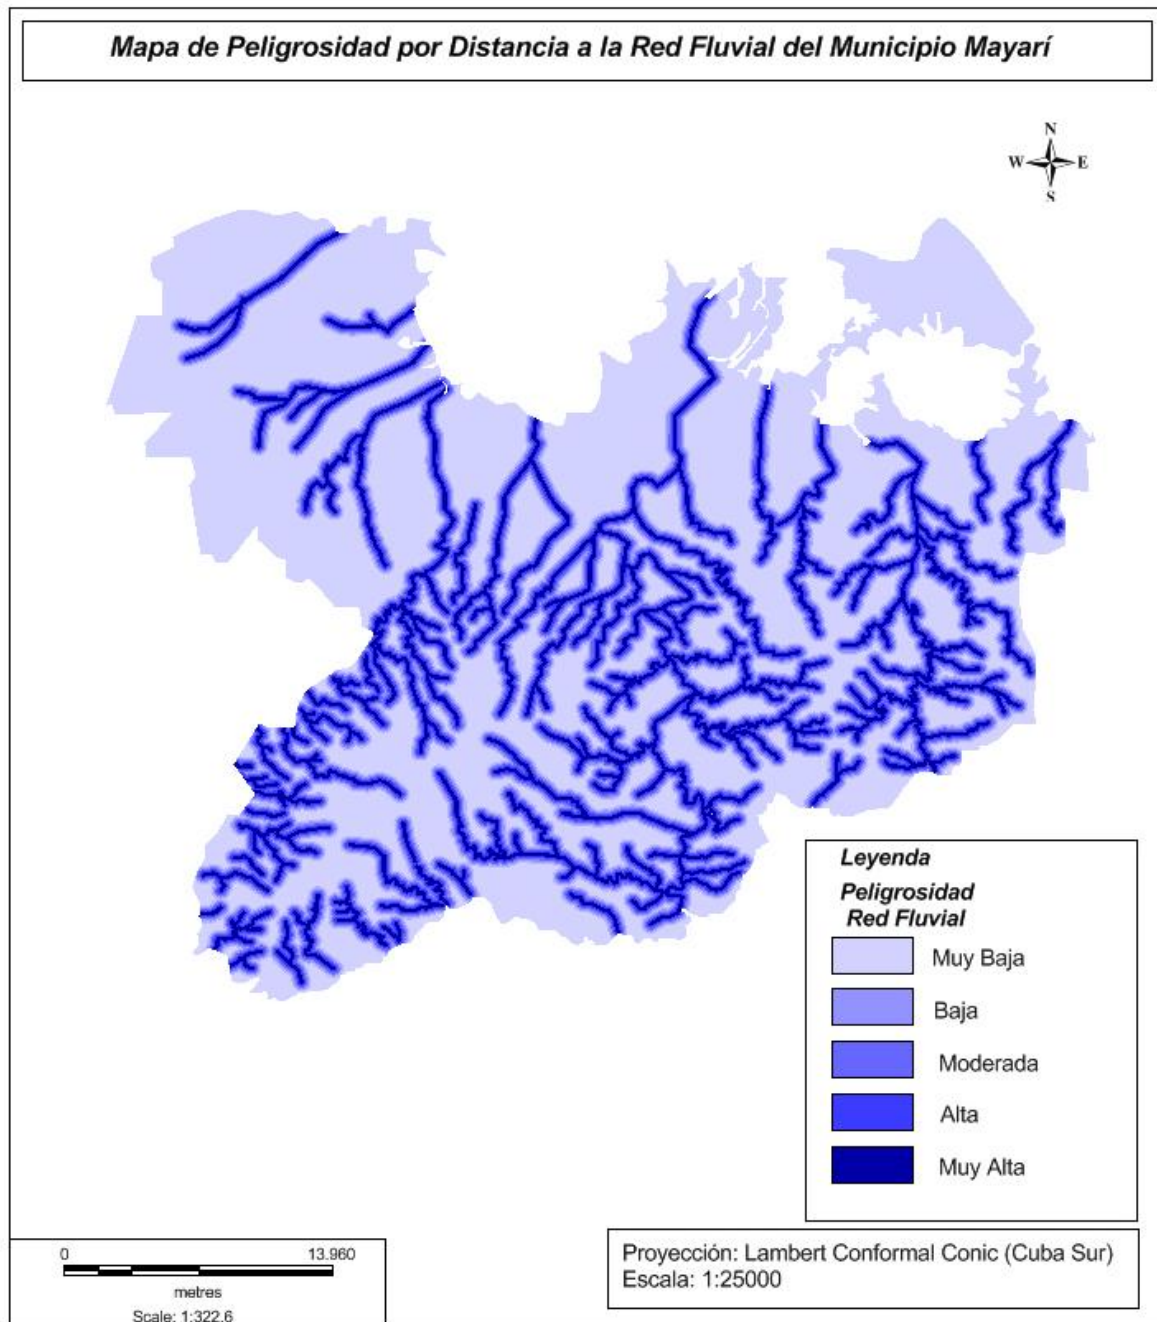 Mapa de Peligrosidad por Distancia a la Red Fluvial del Municipio Mayarí
N
W E
S
Leyenda
Peligrosidad
Red Fluvial
Muy Baja
Baja
Moderada
Alta
Muy Alta
0 13.960
metres
Scale: 1:322,6
Proyección: Lambert Conformal Conic (Cuba Sur)
Escala: 1:25000